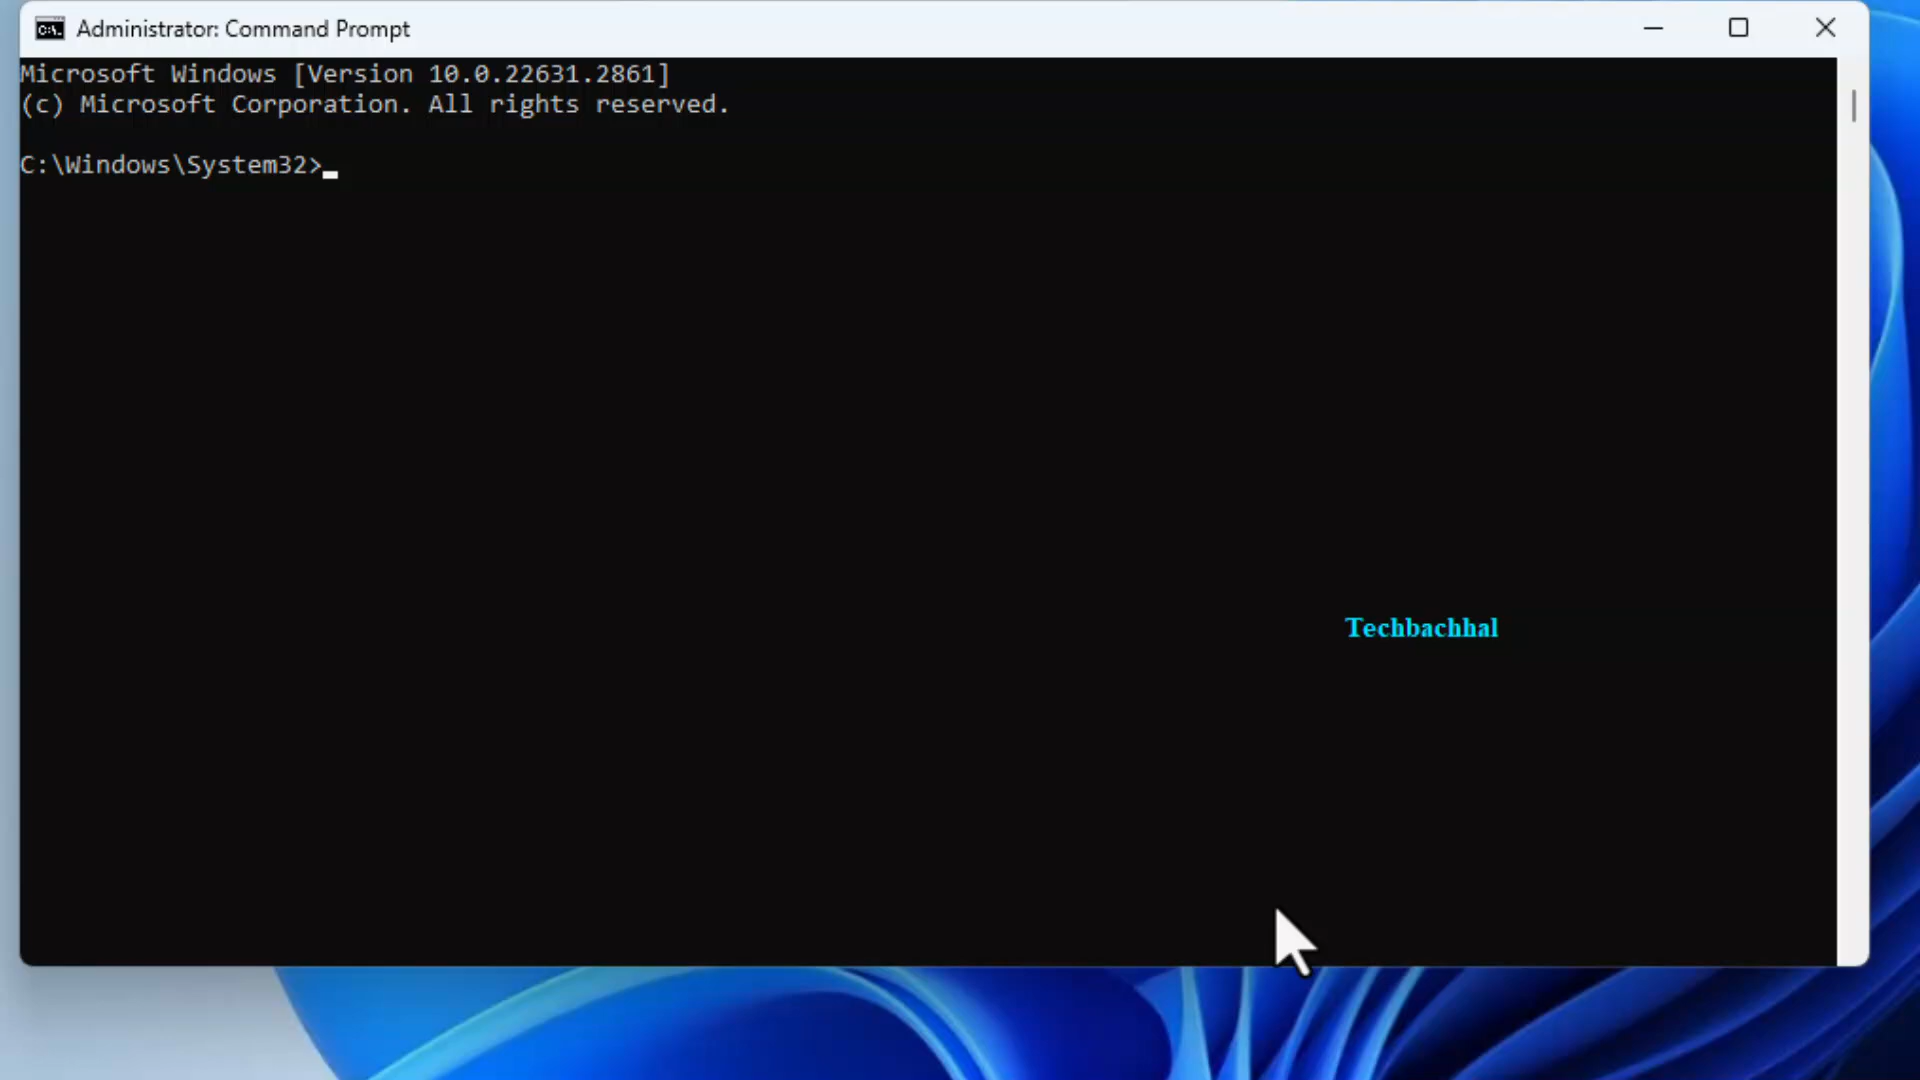 Administrator: Command Prompt
Microsoft Windows [Version 10.0.22631.2861]
(c) Microsoft Corporation. All rights reserved.
C:\Windows\System32>
Techbachhal